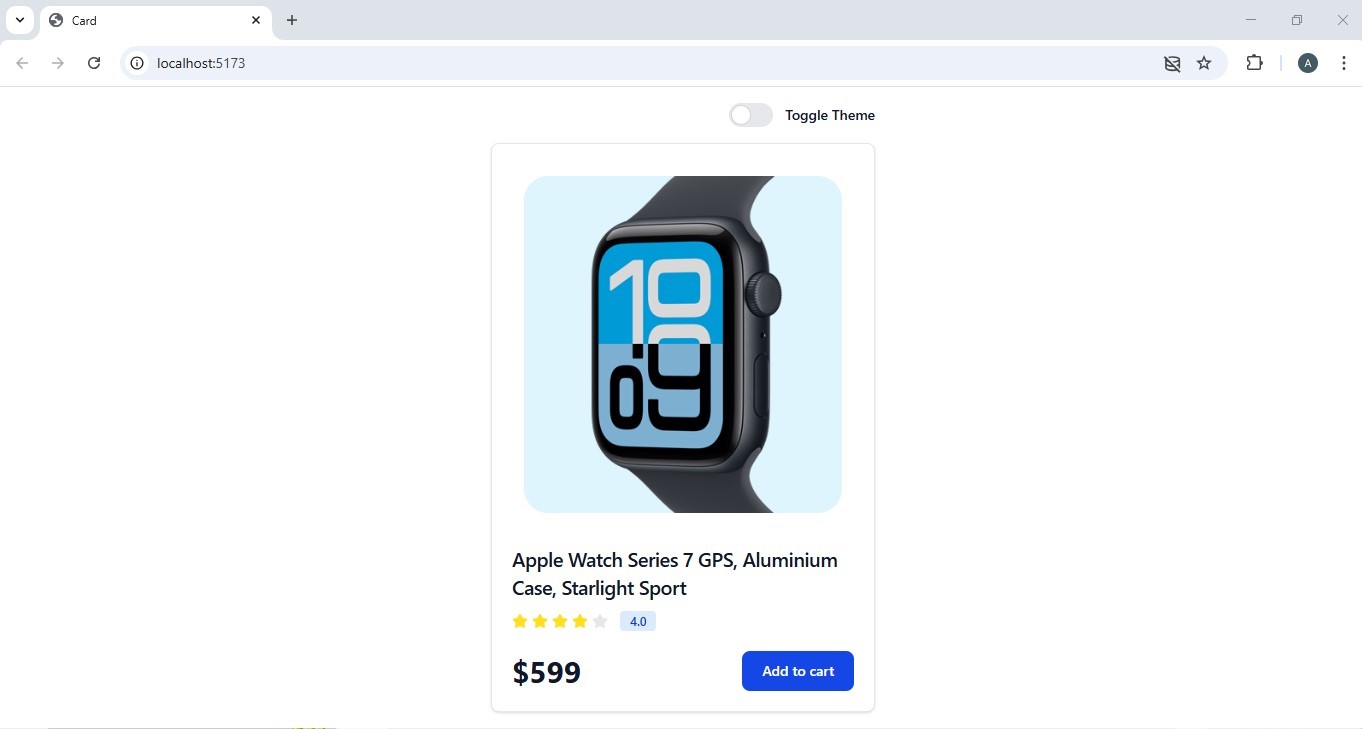 Card
localhost:5173
A
Toggle Theme
10
09
Apple Watch Series 7 GPS, Aluminium
Case, Starlight Sport
4.0
$599
Add to cart